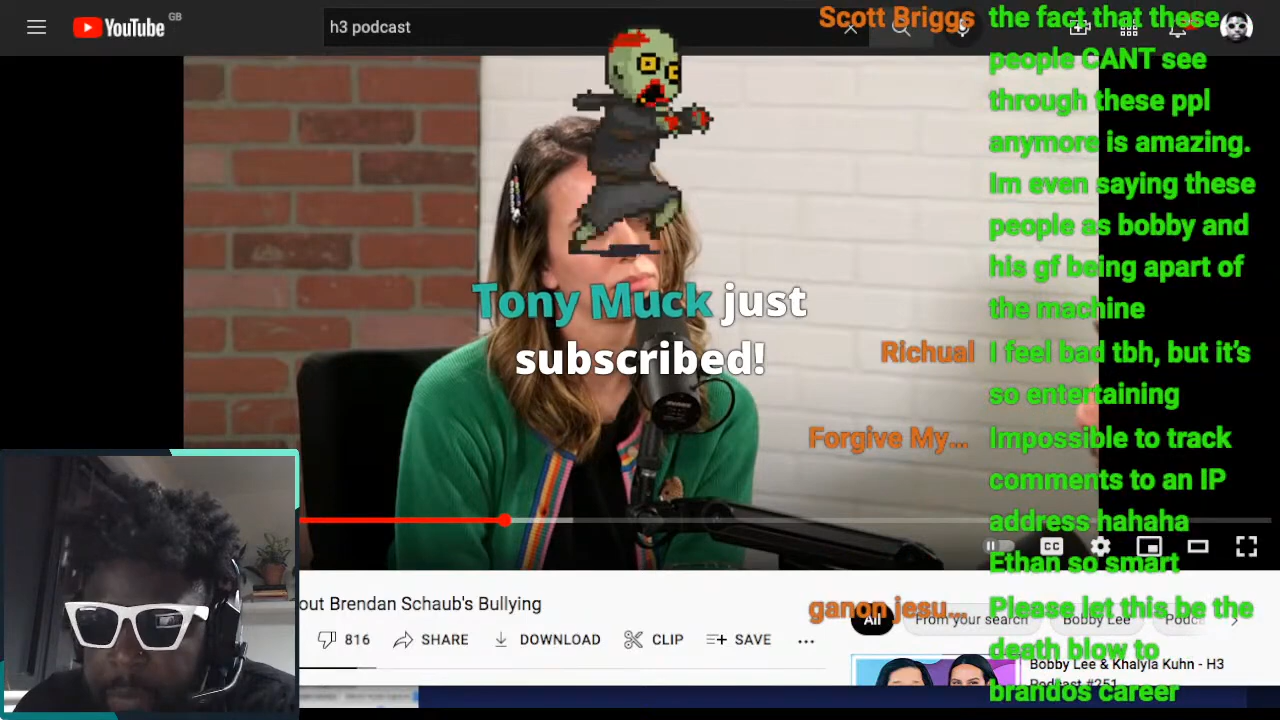 YouTube GB
h3 podcast
Scott Briggs
the fact that these
people CANT see
through these ppl
anymore is amazing.
Im even saying these
people as bobby and
his gf being apart of
the machine
Tony Muck just
subscribed!
Richual
I feel bad tbh, but it's
so entertaining
Forgive My...
Impossible to track
comments to an IP
address hahaha
Ethan so smart
CC
out Brendan Schaub's Bullying
816 SHARE DOWNLOAD CLIP SAVE
ganon jesu...
Please let this be the
death blow to
brandos career
All From your search Bobby Lee
Bobby Lee & Khalyla Kuhn - H3
Podcast #251